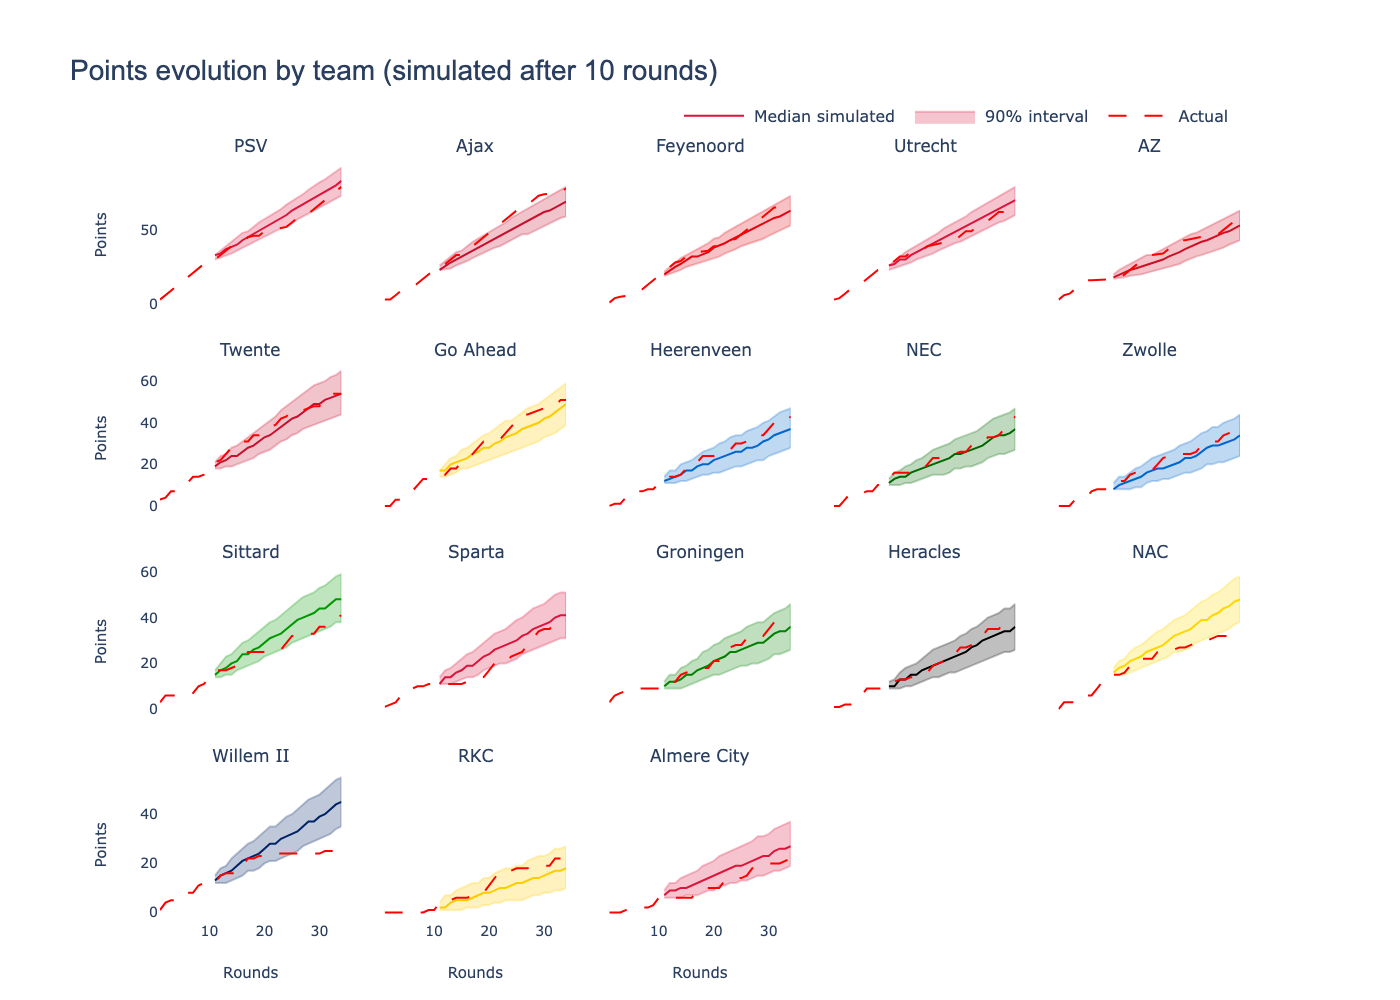 Points evolution by team (simulated after 10 rounds)
Median simulated 90% interval Actual
PSV Ajax Feyenoord Utrecht AZ
Points
50
0
Twente Go Ahead Heerenveen NEC Zwolle
Points
60
40
20
0
Sittard Sparta Groningen Heracles NAC
Points
60
40
20
0
Willem II RKC Almere City
Points
40
20
0
10 20 30 10 20 30 10 20 30
Rounds Rounds Rounds